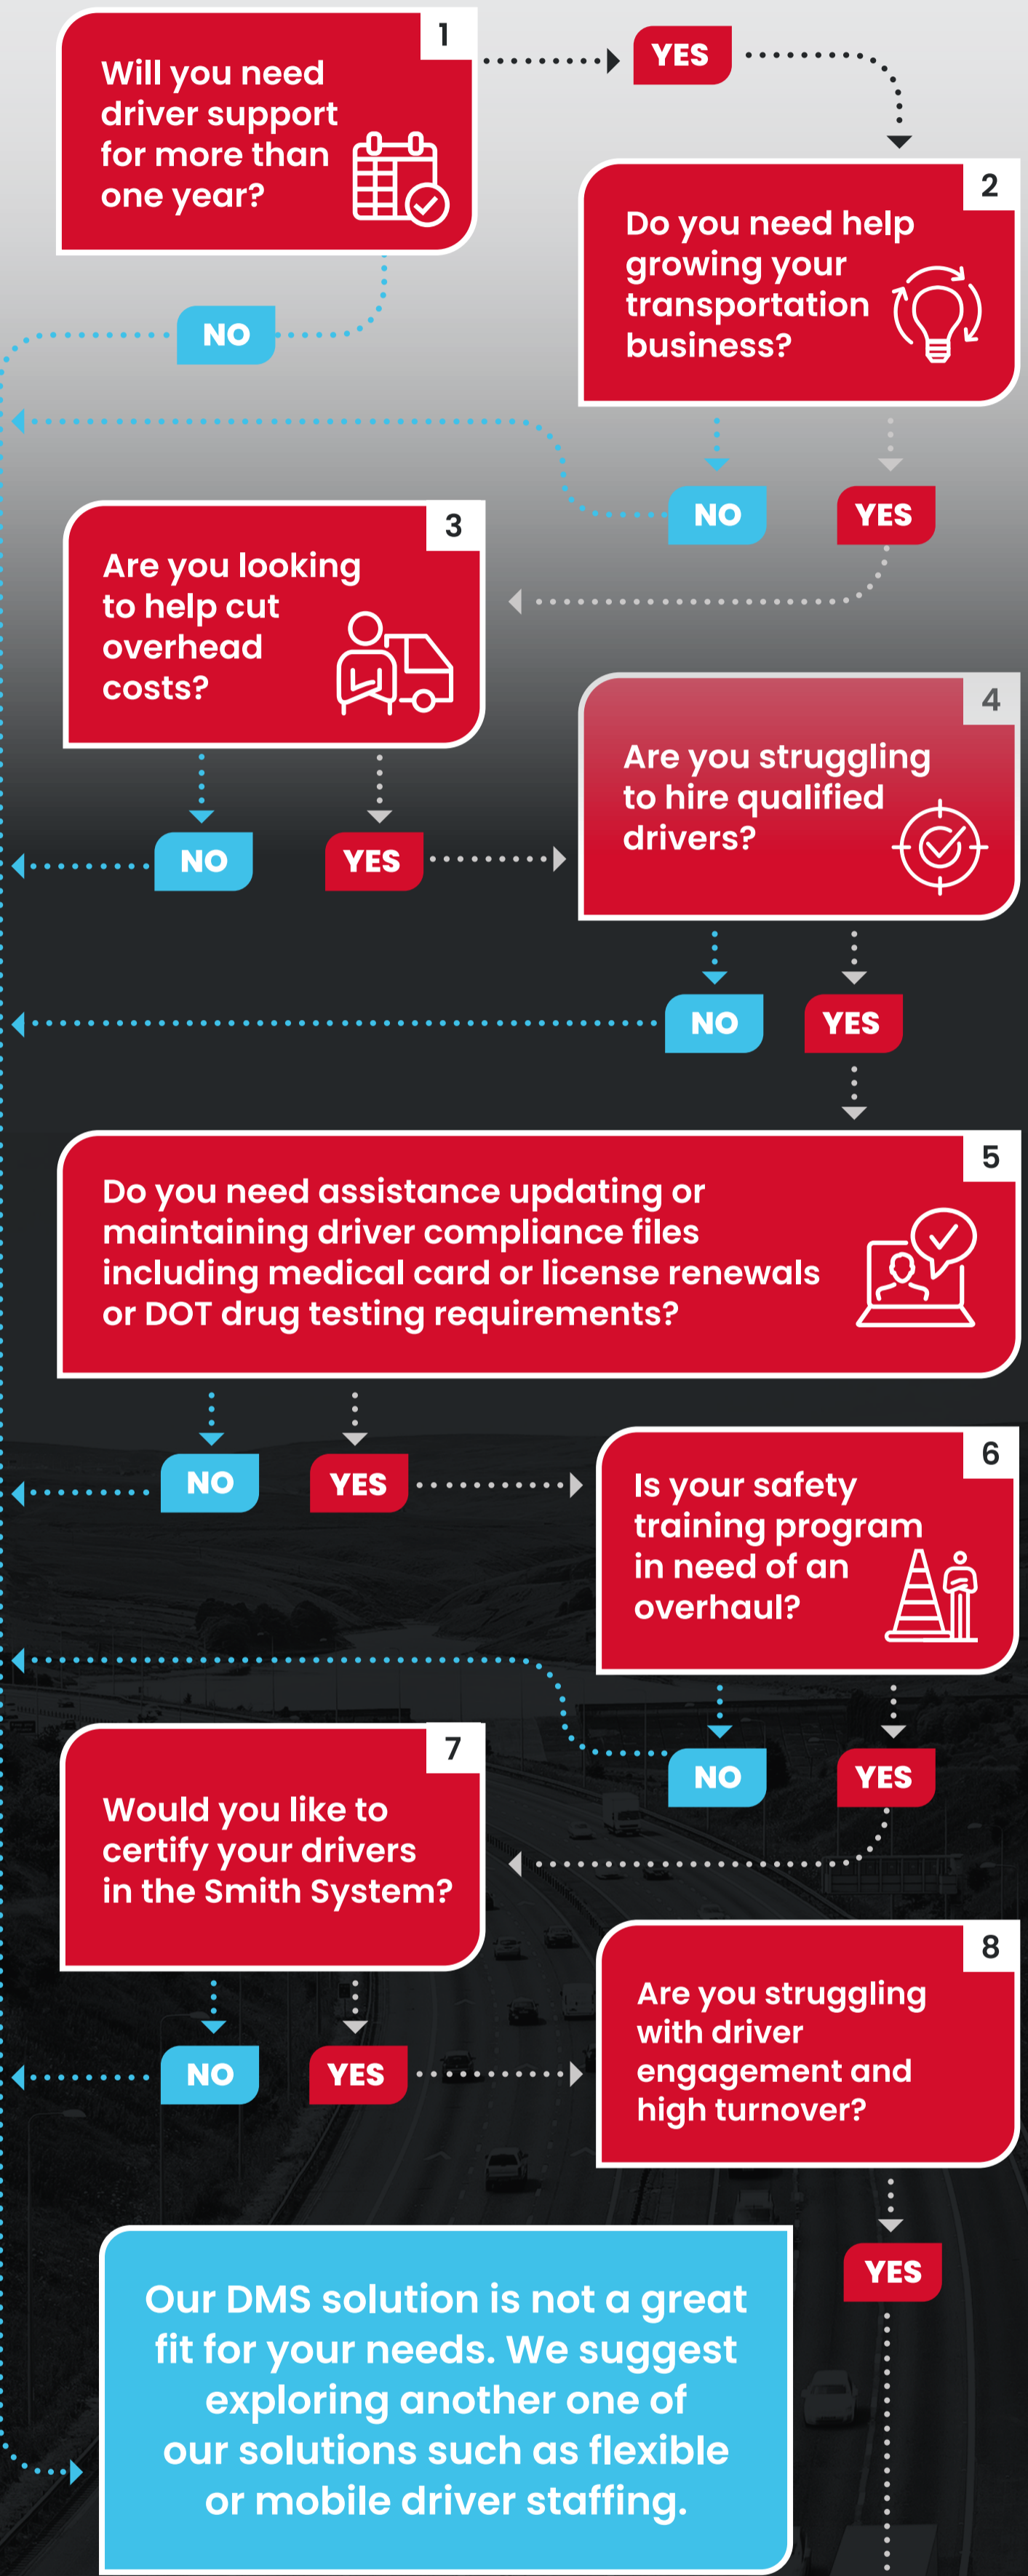 1
Will you need
driver support
for more than
one year?
YES
NO
2
Do you need help
growing your
transportation
business?
NO
YES
3
Are you looking
to help cut
overhead
costs?
NO
YES
4
Are you struggling
to hire qualified
drivers?
NO
YES
5
Do you need assistance updating or
maintaining driver compliance files
including medical card or license renewals
or DOT drug testing requirements?
NO
YES
6
Is your safety
training program
in need of an
overhaul?
NO
YES
7
Would you like to
certify your drivers
in the Smith System?
NO
YES
8
Are you struggling
with driver
engagement and
high turnover?
YES
Our DMS solution is not a great
fit for your needs. We suggest
exploring another one of
our solutions such as flexible
or mobile driver staffing.